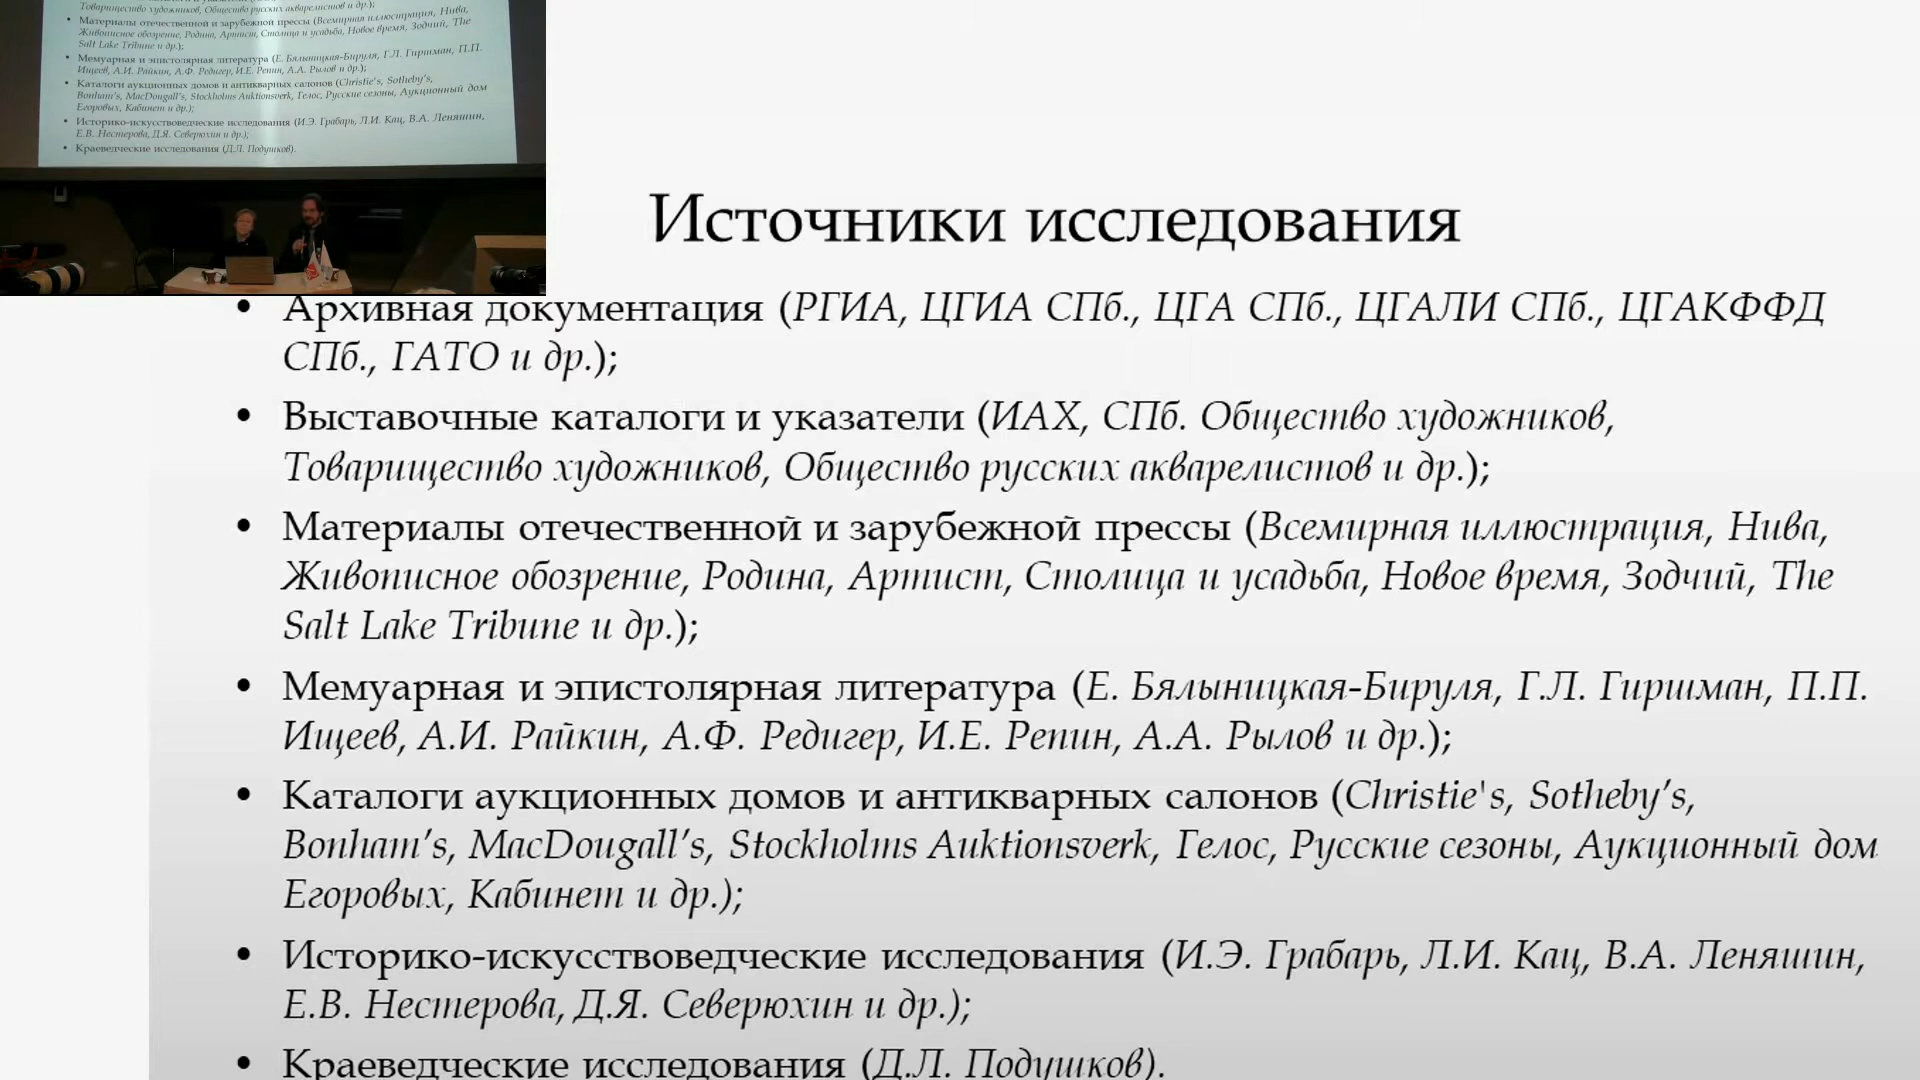 Товарищество художников, Общество русских акварелистов и др.);
• Материалы отечественной и зарубежной прессы (Всемирная иллюстрация, Нива,
Живописное обозрение, Родина, Артист, Столица и усадьба, Новое время, Зодчий, The
Salt Lake Tribune и др.);
• Мемуарная и эпистолярная литература (Е. Бялыницкая-Бируля, Г.Л. Гиршман, П.П.
Ищеев, А.И. Райкин, А.Ф. Редигер, И.Е. Репин, А.А. Рылов и др.);
• Каталоги аукционных домов и антикварных салонов (Christie's, Sotheby's,
Bonham's, MacDougall's, Stockholms Auktionsverk, Гелос, Русские сезоны, Аукционный дом
Егоровых, Кабинет и др.);
• Историко-искусствоведческие исследования (И.Э. Грабарь, Л.И. Кац, В.А. Леняшин,
Е.В. Нестерова, Д.Я. Северюхин и др.);
• Краеведческие исследования (Д.Л. Подушков).
Источники исследования
• Архивная документация (РГИА, ЦГИА СПб., ЦГА СПб., ЦГАЛИ СПб., ЦГАКФФД
СПб., ГАТО и др.);
• Выставочные каталоги и указатели (ИАХ, СПб. Общество художников,
Товарищество художников, Общество русских акварелистов и др.);
• Материалы отечественной и зарубежной прессы (Всемирная иллюстрация, Нива,
Живописное обозрение, Родина, Артист, Столица и усадьба, Новое время, Зодчий, The
Salt Lake Tribune и др.);
• Мемуарная и эпистолярная литература (Е. Бялыницкая-Бируля, Г.Л. Гиршман, П.П.
Ищеев, А.И. Райкин, А.Ф. Редигер, И.Е. Репин, А.А. Рылов и др.);
• Каталоги аукционных домов и антикварных салонов (Christie's, Sotheby’s,
Bonham’s, MacDougall’s, Stockholms Auktionsverk, Гелос, Русские сезоны, Аукционный дом
Егоровых, Кабинет и др.);
• Историко-искусствоведческие исследования (И.Э. Грабарь, Л.И. Кац, В.А. Леняшин,
Е.В. Нестерова, Д.Я. Северюхин и др.);
• Краеведческие исследования (Д.Л. Подушков).